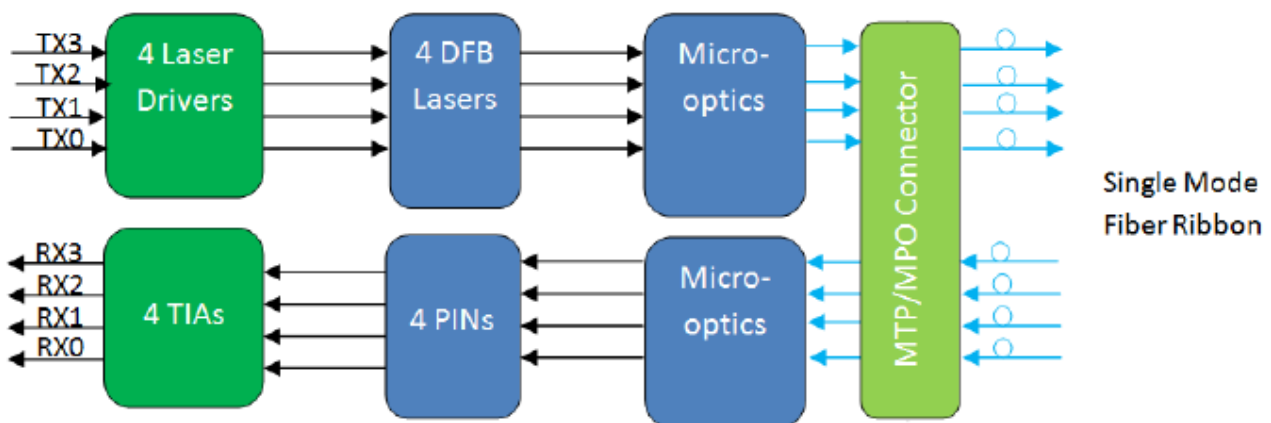 TX3
TX2
TX1
TX0
4 Laser
Drivers
4 DFB
Lasers
Micro-
optics
MTP/MPO Connector
Single Mode
Fiber Ribbon
RX3
RX2
RX1
RX0
4 TIAs
4 PINs
Micro-
optics